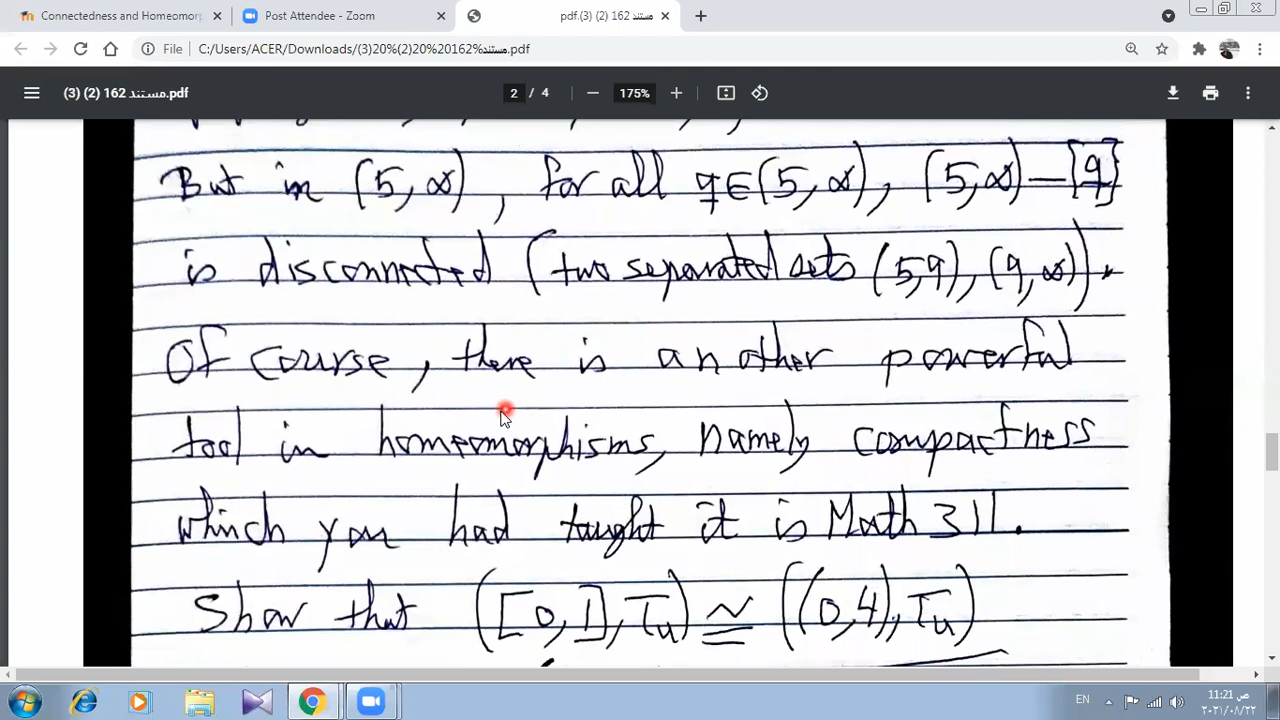 Connectedness and Homeomor
Post Attendee - Zoom
مستند 162 (2) (3).pdf
File
C:/Users/ACER/Downloads/(3)20%(2)20%20162%مستند.pdf
مستند 162 (2) (3).pdf
2 / 4
175%
But in (5, ∞), for all q∈(5, ∞), (5,∞)—[q]
is disconnected (two separated sets (5,q), (q,∞)).
Of course, there is another powerful
tool in homeomorphisms, namely compactness
which you had taught it is Math 311.
Show that ([0,1], τu) ≅ ((0,4), τu)
EN
11:21 ص
٢٠٢١/٠٨/٢٢